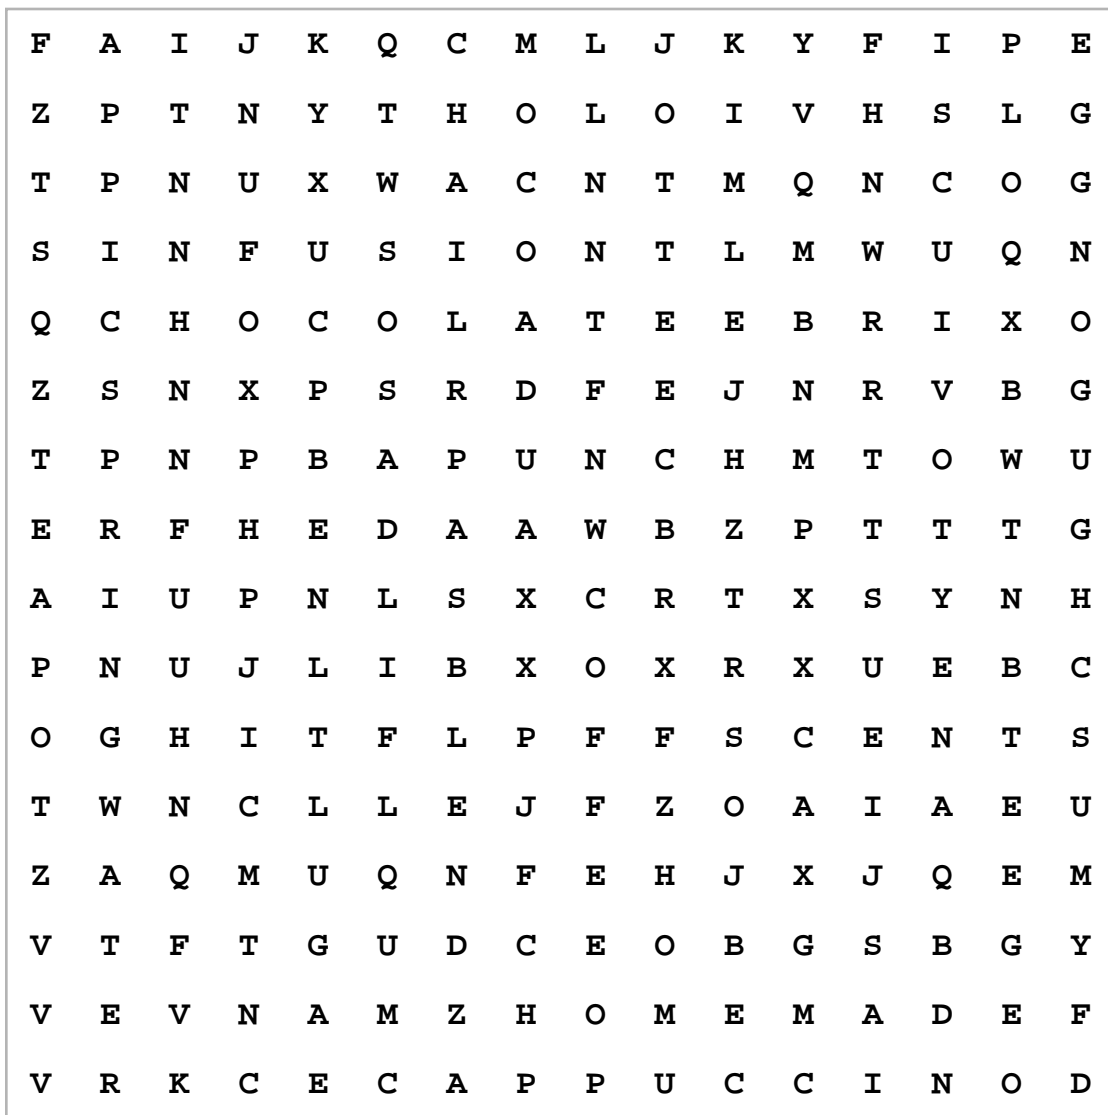 F A I J K Q C M L J K Y F I P E
Z P T N Y T H O L O I V H S L G
T P N U X W A C N T M Q N C O G
S I N F U S I O N T L M W U Q N
Q C H O C O L A T E E B R I X O
Z S N X P S R D F E J N R V B G
T P N P B A P U N C H M T O W U
E R F H E D A A W B Z P T T T G
A I U P N L S X C R T X S Y N H
P N U J L I B X O X R X U E B C
O G H I T F L P F F S C E N T S
T W N C L L E J F Z O A I A E U
Z A Q M U Q N F E H J X J Q E M
V T F T G U D C E O B G S B G Y
V E V N A M Z H O M E M A D E F
V R K C E C A P P U C C I N O D